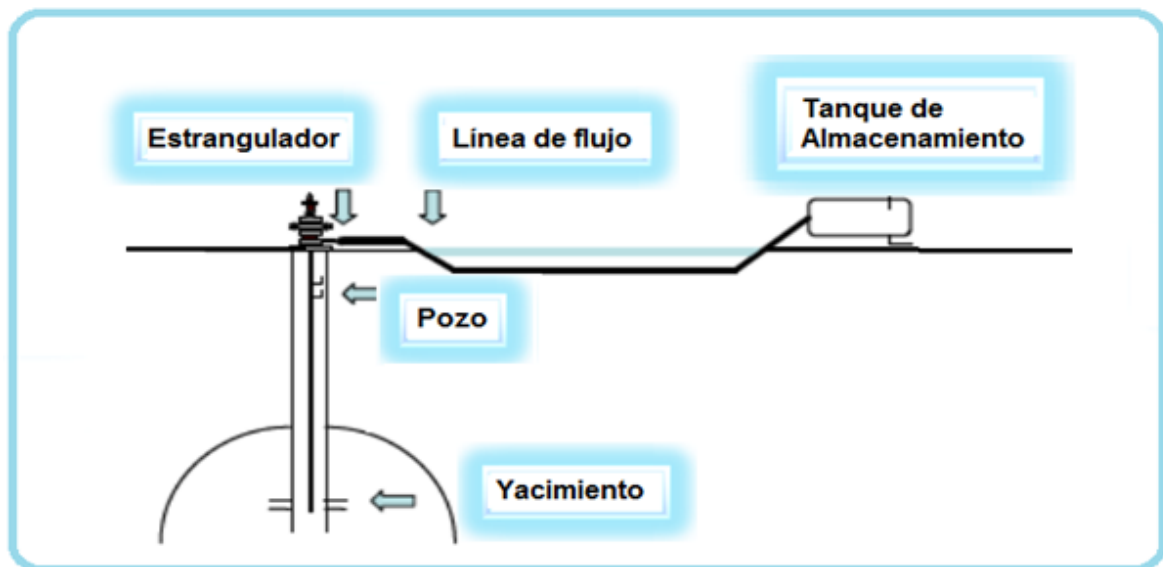 Estrangulador
Línea de flujo
Tanque de
Almacenamiento
Pozo
Yacimiento